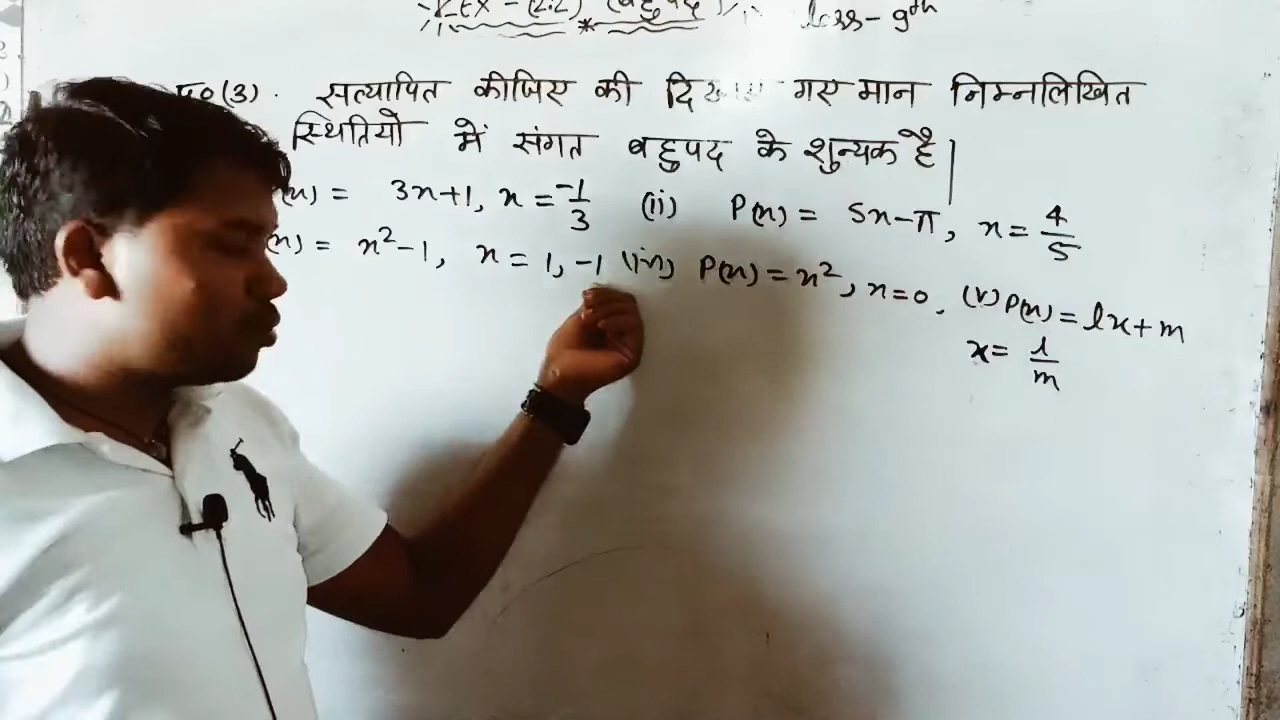 EX - (2.2) (बहुपद) class - 9th
प्र०(3). सत्यापित कीजिए की गए मान निम्नलिखित
स्थितियों में संगत बहुपद के शुन्यक है|
(x) = 3x+1, x = -1/3 (ii) P(x) = 5x-π, x = 4/5
(x) = x²-1, x = 1, -1 (iv) P(x) = x², x=0, (v) P(x) = lx+m
x = l/m